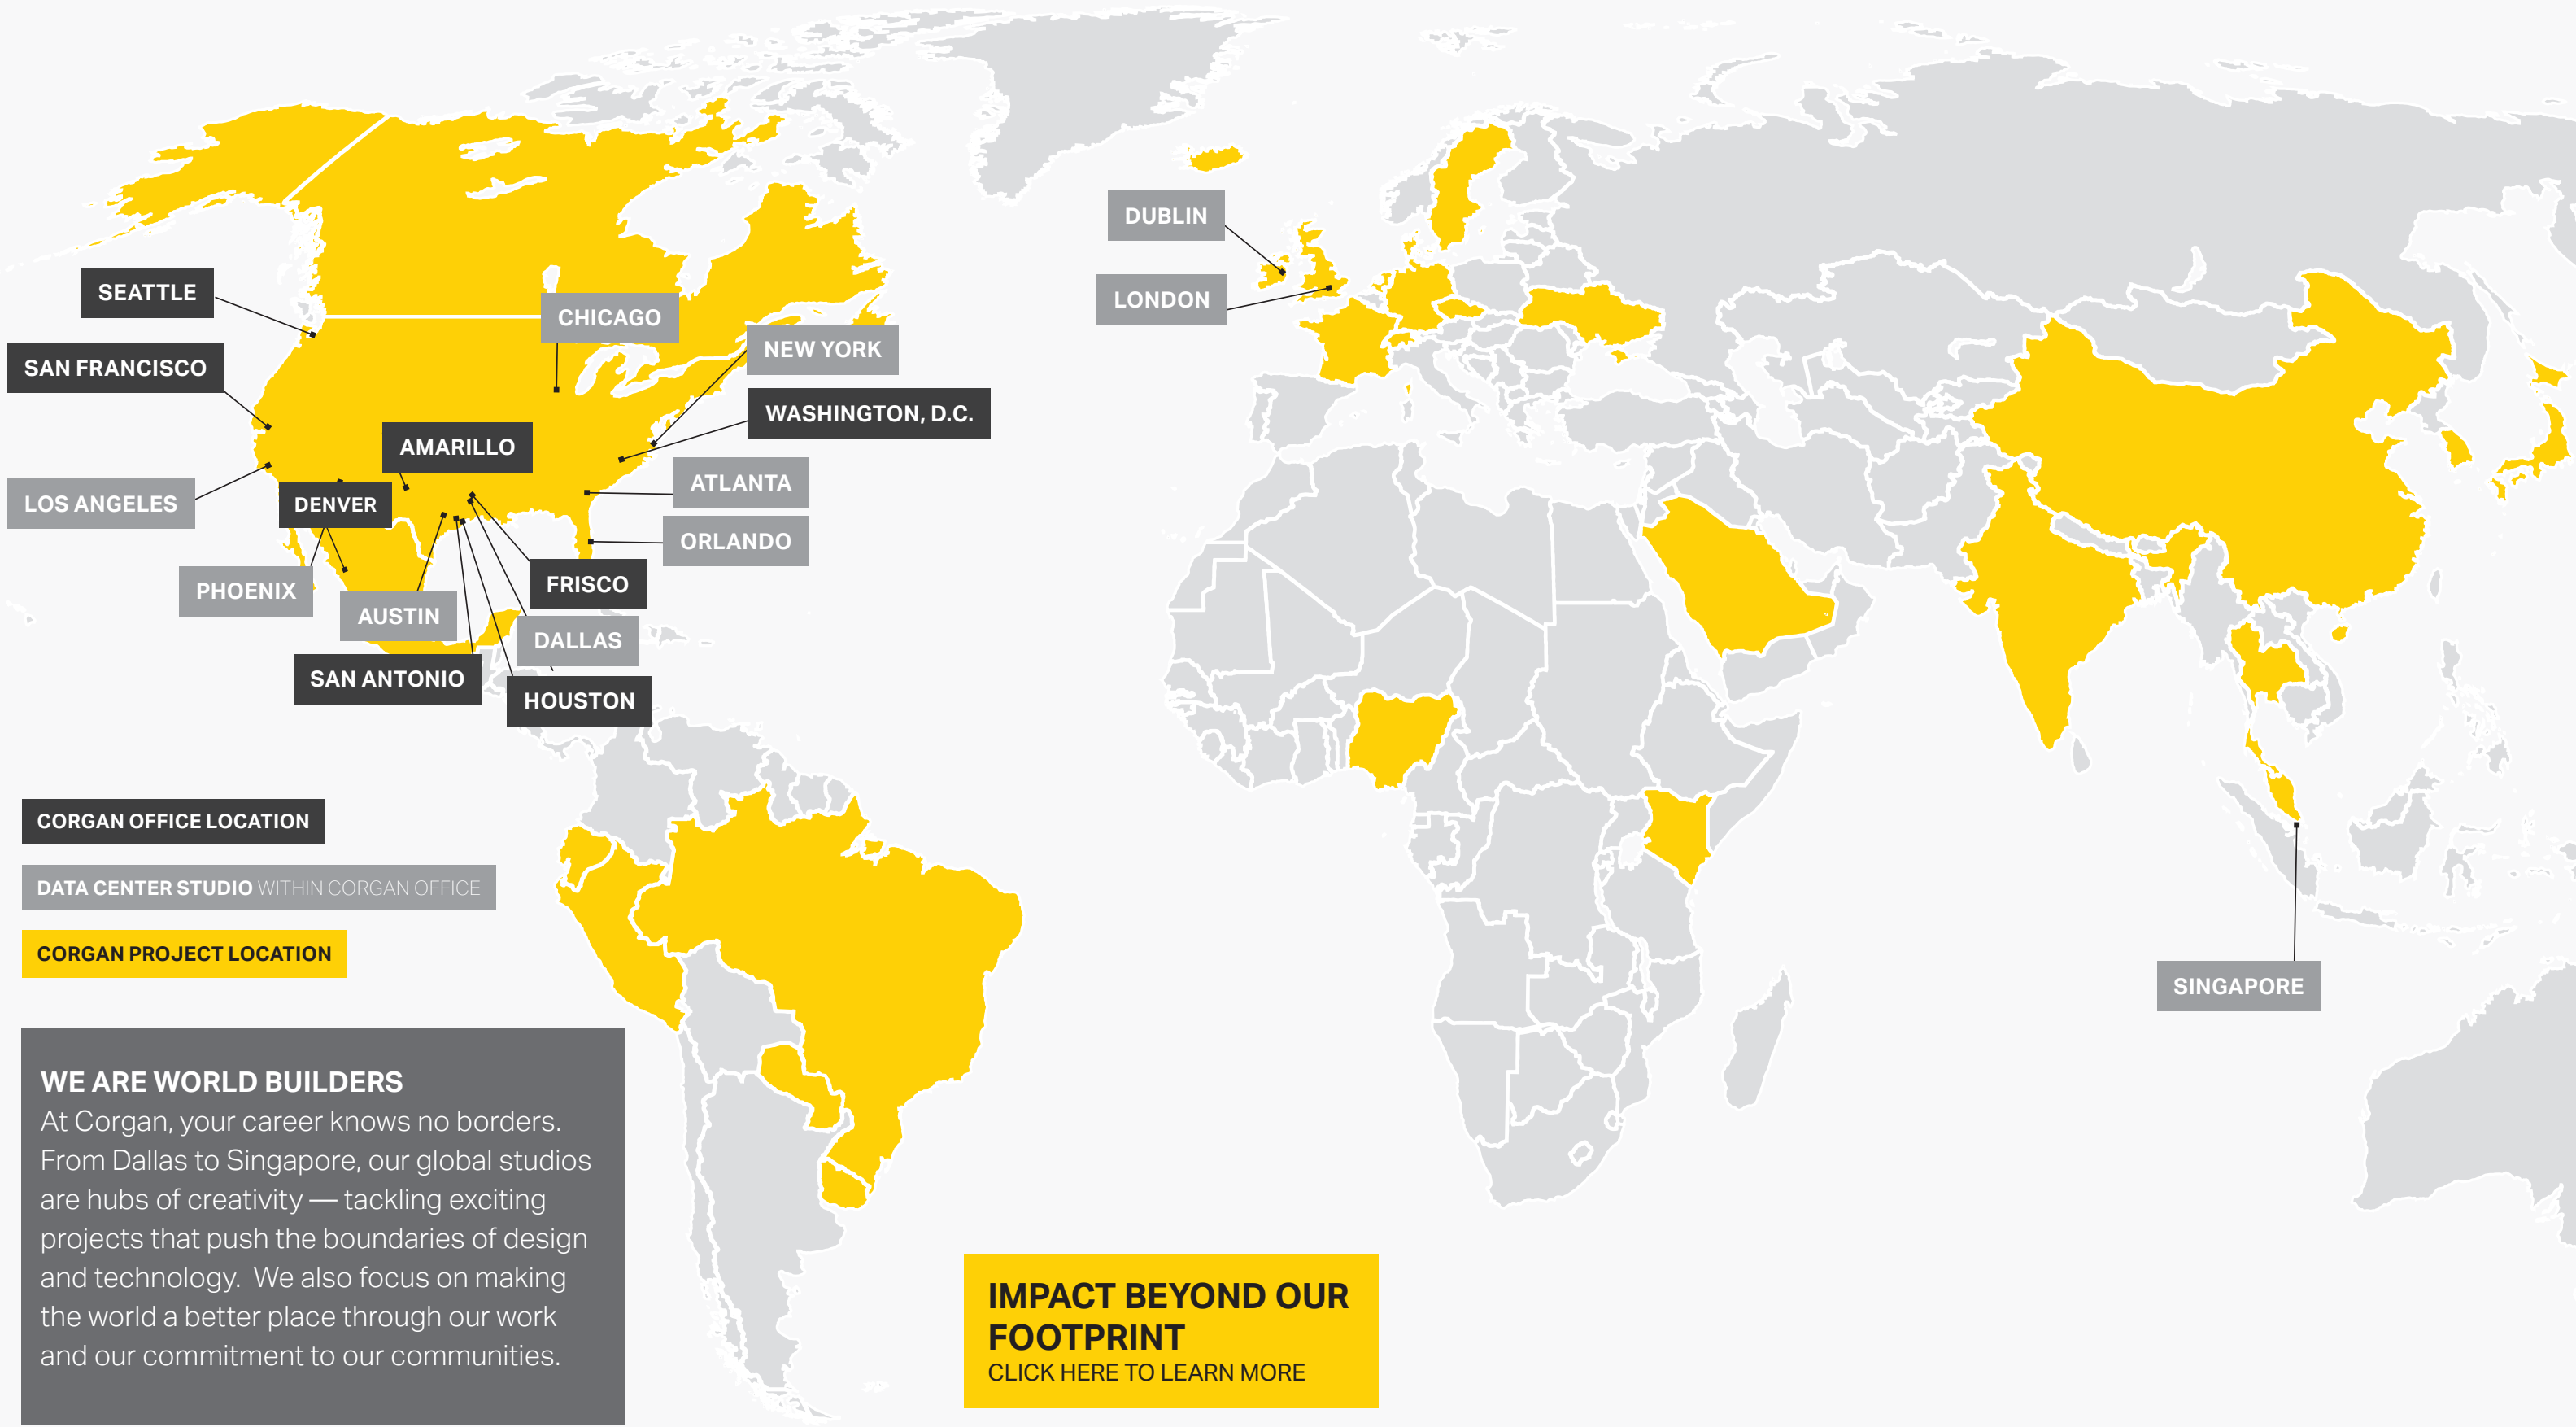 DUBLIN
SEATTLE
LONDON
CHICAGO
NEW YORK
SAN FRANCISCO
WASHINGTON, D.C.
AMARILLO
ATLANTA
LOS ANGELES
DENVER
ORLANDO
FRISCO
PHOENIX
AUSTIN
DALLAS
SAN ANTONIO
HOUSTON
SINGAPORE
CORGAN OFFICE LOCATION
DATA CENTER STUDIO WITHIN CORGAN OFFICE
CORGAN PROJECT LOCATION
WE ARE WORLD BUILDERS
At Corgan, your career knows no borders.
From Dallas to Singapore, our global studios
are hubs of creativity — tackling exciting
projects that push the boundaries of design
and technology.  We also focus on making
the world a better place through our work
and our commitment to our communities.
IMPACT BEYOND OUR
FOOTPRINT
CLICK HERE TO LEARN MORE